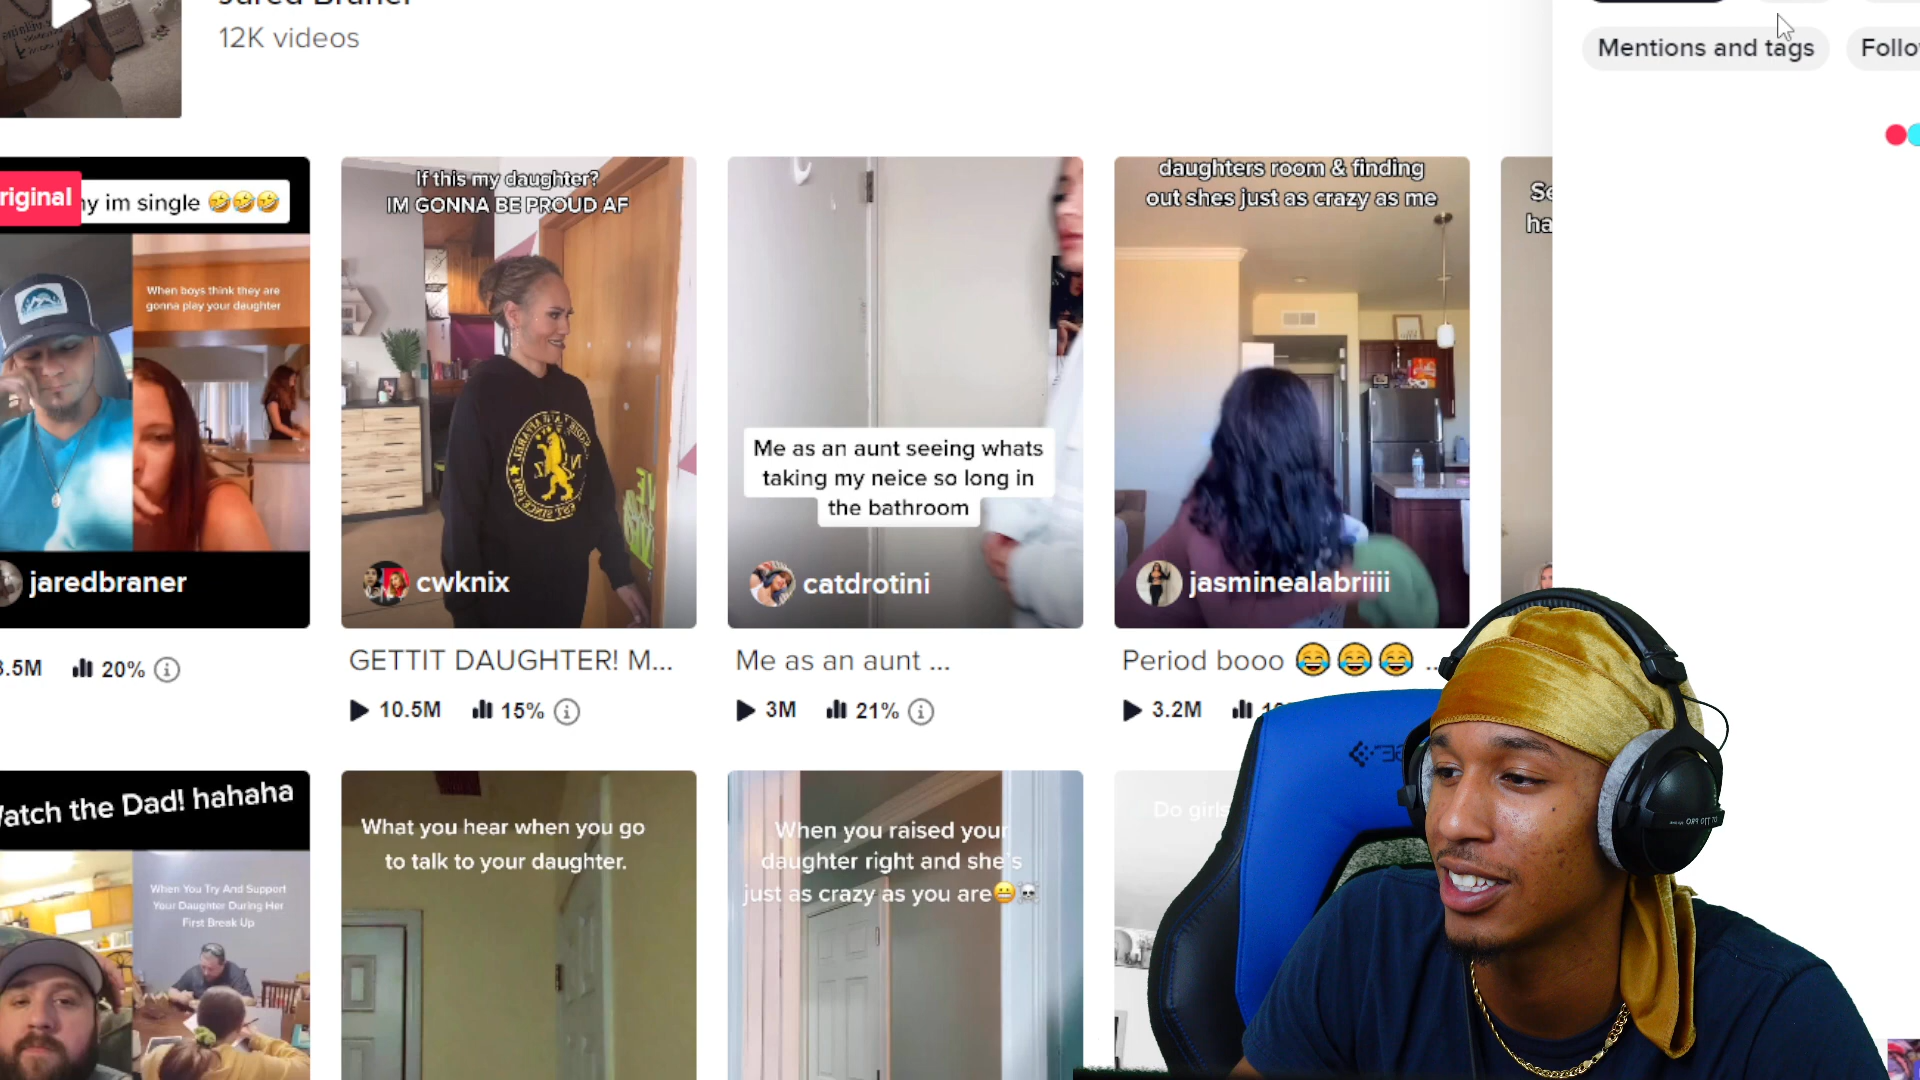 Jared Braner
12K videos
Mentions and tags
Follo
riginal
y im single 🤣🤣🤣
When boys think they are
gonna play your daughter
jaredbraner
3.5M 20%
If this my daughter?
IM GONNA BE PROUD AF
cwknix
GETTIT DAUGHTER! M...
10.5M 15%
Me as an aunt seeing whats
taking my neice so long in
the bathroom
catdrotini
Me as an aunt ...
3M 21%
daughters room & finding
out shes just as crazy as me
jasminealabriiii
Period booo 😂😂😂 ...
3.2M
Se
ha
atch the Dad! hahaha
When You Try And Support
Your Daughter During Her
First Break Up
What you hear when you go
to talk to your daughter.
When you raised your
daughter right and she's
just as crazy as you are😬☠️
Do girls